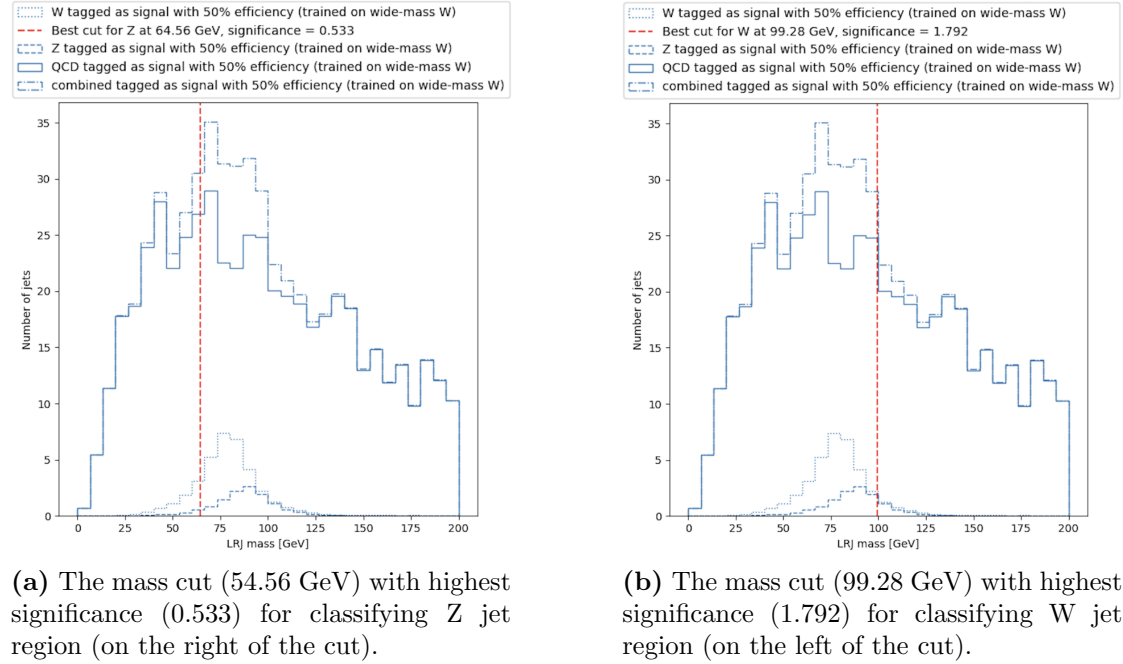 W tagged as signal with 50% efficiency (trained on wide-mass W)
Best cut for Z at 64.56 GeV, significance = 0.533
Z tagged as signal with 50% efficiency (trained on wide-mass W)
QCD tagged as signal with 50% efficiency (trained on wide-mass W)
combined tagged as signal with 50% efficiency (trained on wide-mass W)
35
30
25
20
15
10
5
0
Number of jets
0 25 50 75 100 125 150 175 200
LRJ mass [GeV]
(a) The mass cut (54.56 GeV) with highest
significance (0.533) for classifying Z jet
region (on the right of the cut).
W tagged as signal with 50% efficiency (trained on wide-mass W)
Best cut for W at 99.28 GeV, significance = 1.792
Z tagged as signal with 50% efficiency (trained on wide-mass W)
QCD tagged as signal with 50% efficiency (trained on wide-mass W)
combined tagged as signal with 50% efficiency (trained on wide-mass W)
35
30
25
20
15
10
5
0
Number of jets
0 25 50 75 100 125 150 175 200
LRJ mass [GeV]
(b) The mass cut (99.28 GeV) with highest
significance (1.792) for classifying W jet
region (on the left of the cut).